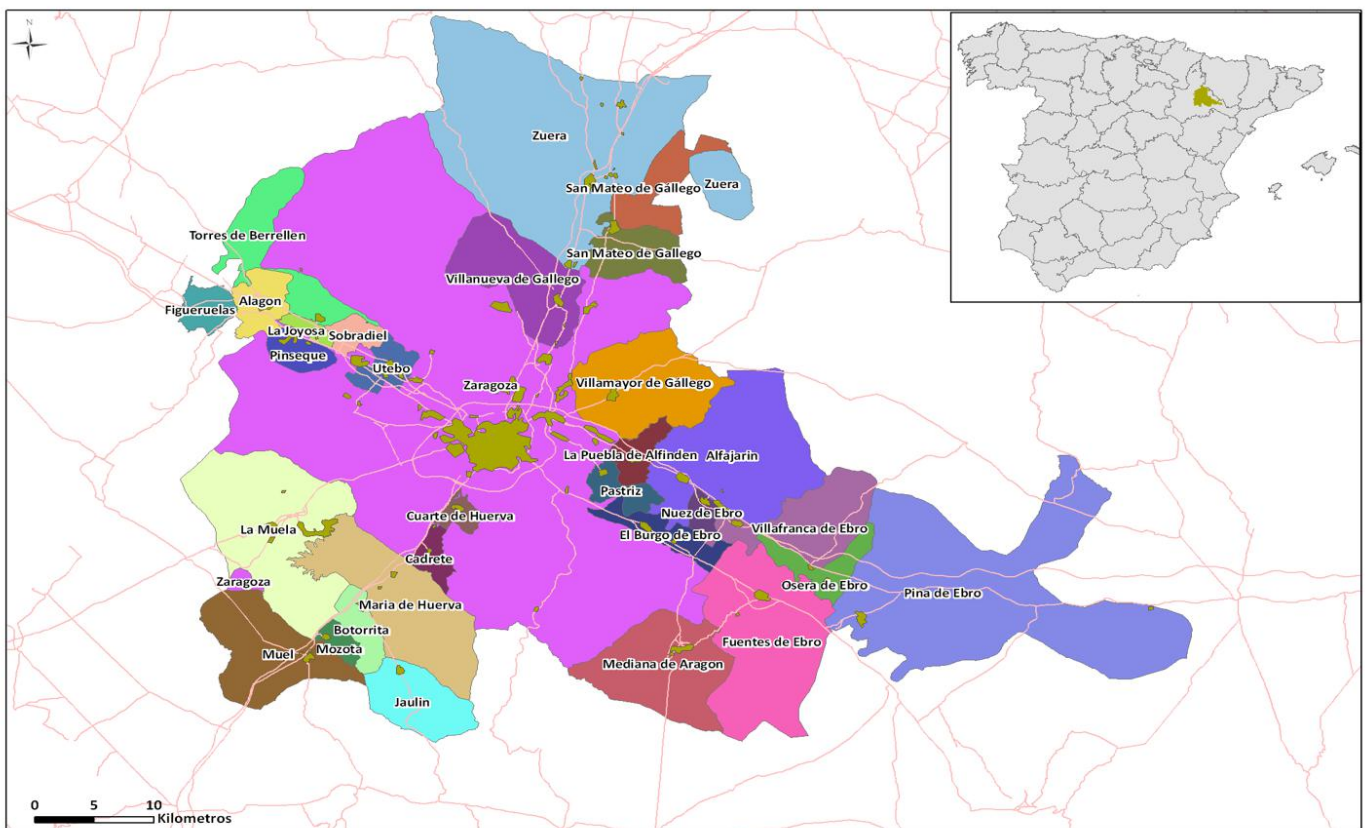 N
Zuera
San Mateo de Gállego
Zuera
Torres de Berrellen
San Mateo de Gallego
Villanueva de Gallego
Alagon
Figueruelas
La Joyosa
Sobradiel
Pinseque
Utebo
Zaragoza
Villamayor de Gállego
La Puebla de Alfinden
Alfajarin
Pastriz
Nuez de Ebro
Cuarte de Huerva
La Muela
Villafranca de Ebro
El Burgo de Ebro
Cadrete
Zaragoza
Osera de Ebro
Pina de Ebro
Maria de Huerva
Botorrita
Fuentes de Ebro
Mozota
Muel
Mediana de Aragon
Jaulin
0 5 10
Kilometros